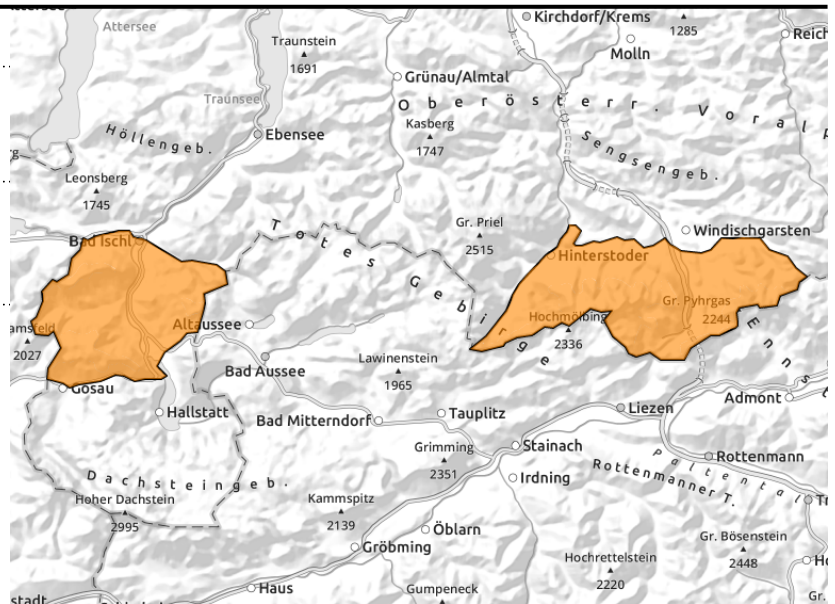 Kirchdorf/Krems
1285
Reich
Attersee
Traunstein
1691
Molln
Grünau/Almtal
Traunsee
Oberösterr. Voralp
Kasberg
1747
Ebensee
Höllengeb.
Sengsengeb.
Leonsberg
1745
Totes Gebirge
Gr. Priel
2515
Windischgarsten
Bad Ischl
Hinterstoder
Gr. Pyhrgas
2244
Hochmölbing
2336
Altaussee
2027
Ennst
Lawinenstein
1965
Bad Aussee
Gosau
Hallstatt
Admont
Liezen
Bad Mitterndorf
Tauplitz
Stainach
Grimming
2351
Rottenmann
Irdning
Paltental
Rottenmanner T.
Dachsteingeb.
Hoher Dachstein
2995
Kammspitz
2139
Öblarn
Gröbming
Gr. Bösenstein
2448
Hochrettelstein
2220
Haus
Gumpeneck
Gr.
stadt